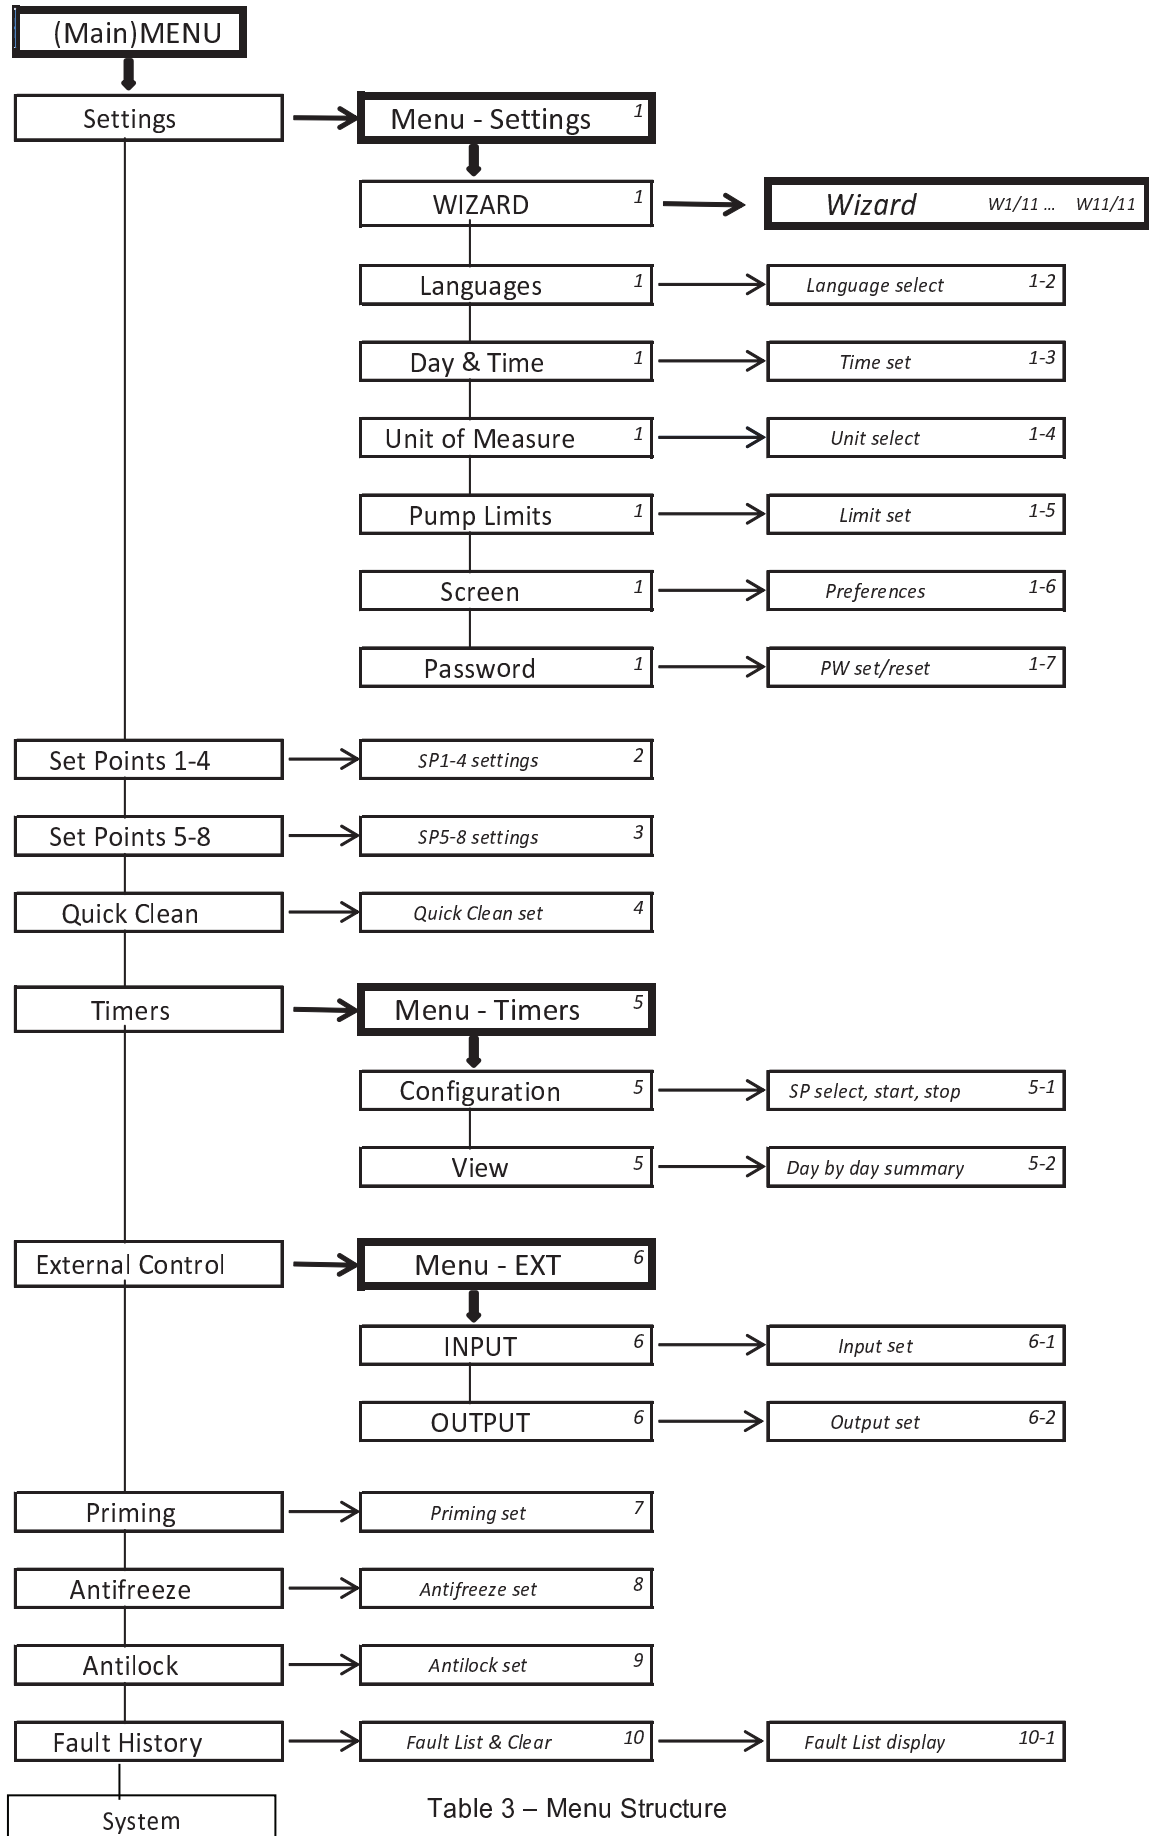 (Main)MENU
Settings
Menu - Settings 1
WIZARD 1
Wizard W1/11 ... W11/11
Languages 1
Language select 1-2
Day & Time 1
Time set 1-3
Unit of Measure 1
Unit select 1-4
Pump Limits 1
Limit set 1-5
Screen 1
Preferences 1-6
Password 1
PW set/reset 1-7
Set Points 1-4
SP1-4 settings 2
Set Points 5-8
SP5-8 settings 3
Quick Clean
Quick Clean set 4
Timers
Menu - Timers 5
Configuration 5
SP select, start, stop 5-1
View 5
Day by day summary 5-2
External Control
Menu - EXT 6
INPUT 6
Input set 6-1
OUTPUT 6
Output set 6-2
Priming
Priming set 7
Antifreeze
Antifreeze set 8
Antilock
Antilock set 9
Fault History
Fault List & Clear 10
Fault List display 10-1
System
Table 3 – Menu Structure